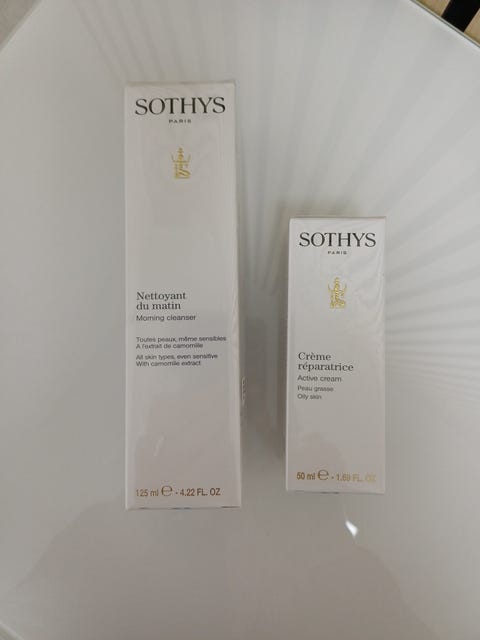 SOTHYS
PARIS
Nettoyant
du matin
Morning cleanser
Toutes peaux, même sensibles
A l'extrait de camomille
All skin types, even sensitive
With camomile extract
125 ml ℮ - 4.22 FL. OZ
SOTHYS
PARIS
Crème
réparatrice
Active cream
Peau grasse
Oily skin
50 ml ℮ - 1.69 FL. OZ